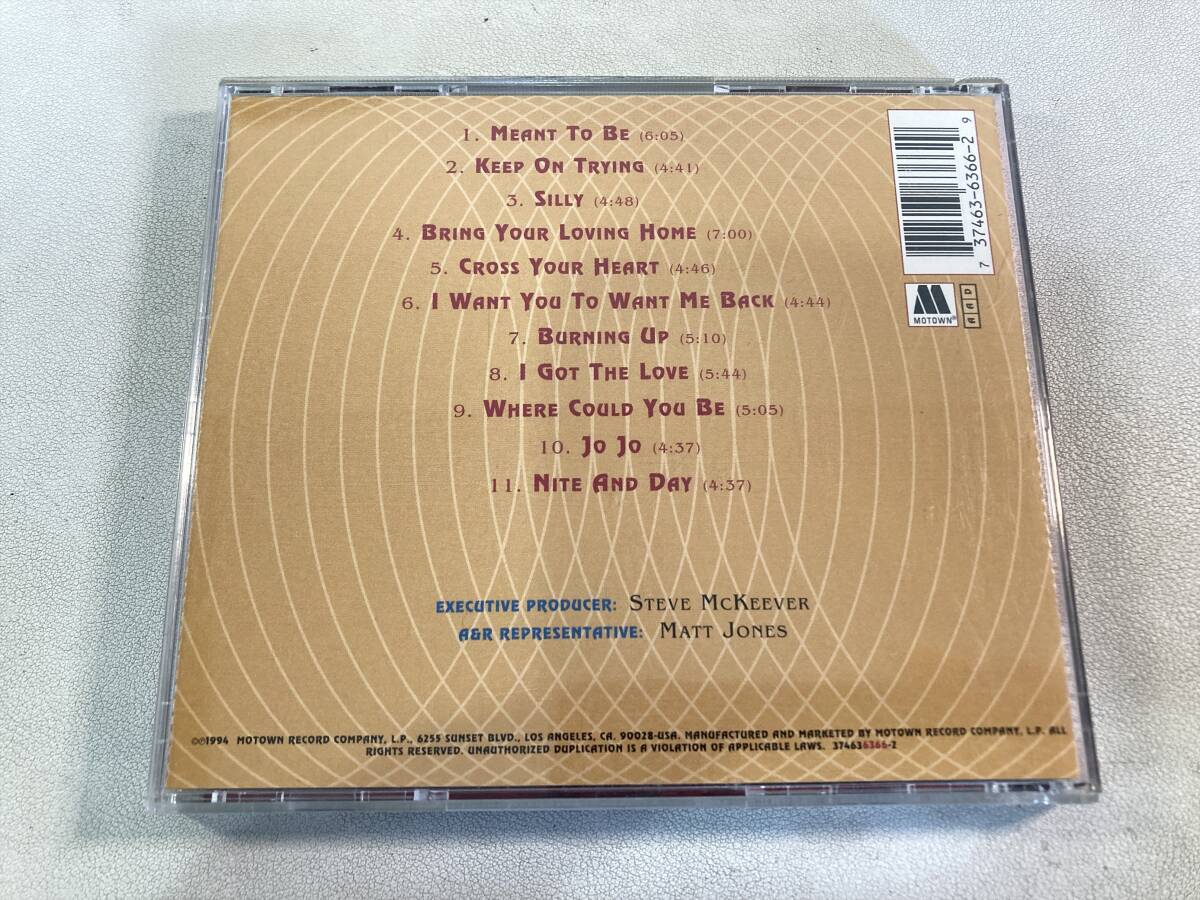 1. MEANT TO BE (6:05)
2. KEEP ON TRYING (4:41)
3. SILLY (4:48)
4. BRING YOUR LOVING HOME (7:00)
5. CROSS YOUR HEART (4:46)
6. I WANT YOU TO WANT ME BACK (4:44)
7. BURNING UP (5:10)
8. I GOT THE LOVE (5:44)
9. WHERE COULD YOU BE (5:05)
10. JO JO (4:37)
11. NITE AND DAY (4:37)
7 37463-6366-2 9
MOTOWN®
AAD
EXECUTIVE PRODUCER: STEVE MCKEEVER
A&R REPRESENTATIVE: MATT JONES
©℗1994 MOTOWN RECORD COMPANY, L.P., 6255 SUNSET BLVD., LOS ANGELES, CA. 90028-USA. MANUFACTURED AND MARKETED BY MOTOWN RECORD COMPANY, L.P. ALL
RIGHTS RESERVED. UNAUTHORIZED DUPLICATION IS A VIOLATION OF APPLICABLE LAWS. 374636366-2